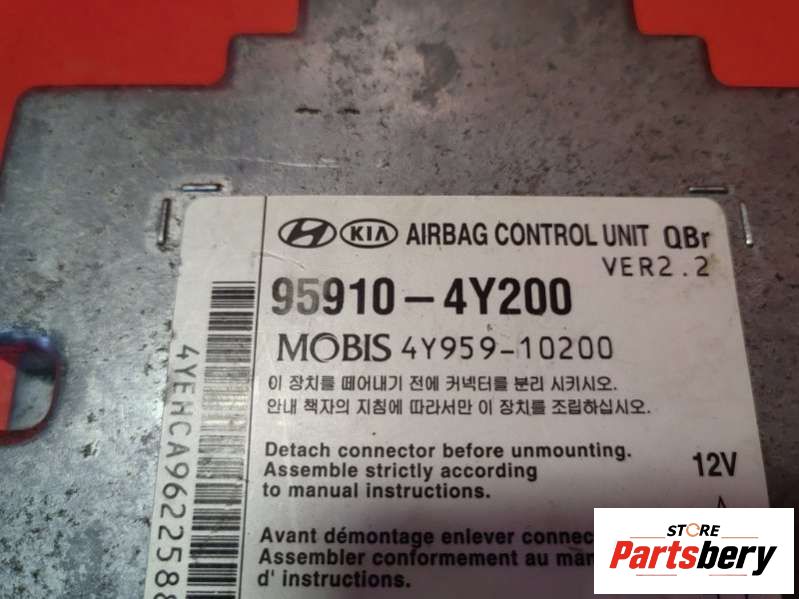 KIA AIRBAG CONTROL UNIT QBr
VER2.2
95910-4Y200
MOBIS 4Y959-10200
이 장치를 떼어내기 전에 커넥터를 분리 시키시오.
안내 책자의 지침에 따라서만 이 장치를 조립하십시오.
Detach connector before unmounting.
Assemble strictly according
to manual instructions.
12V
Avant démontage enlever connec
Assembler conformement au man
d' instructions.
4YEHCA9622588
STORE
Partsbery